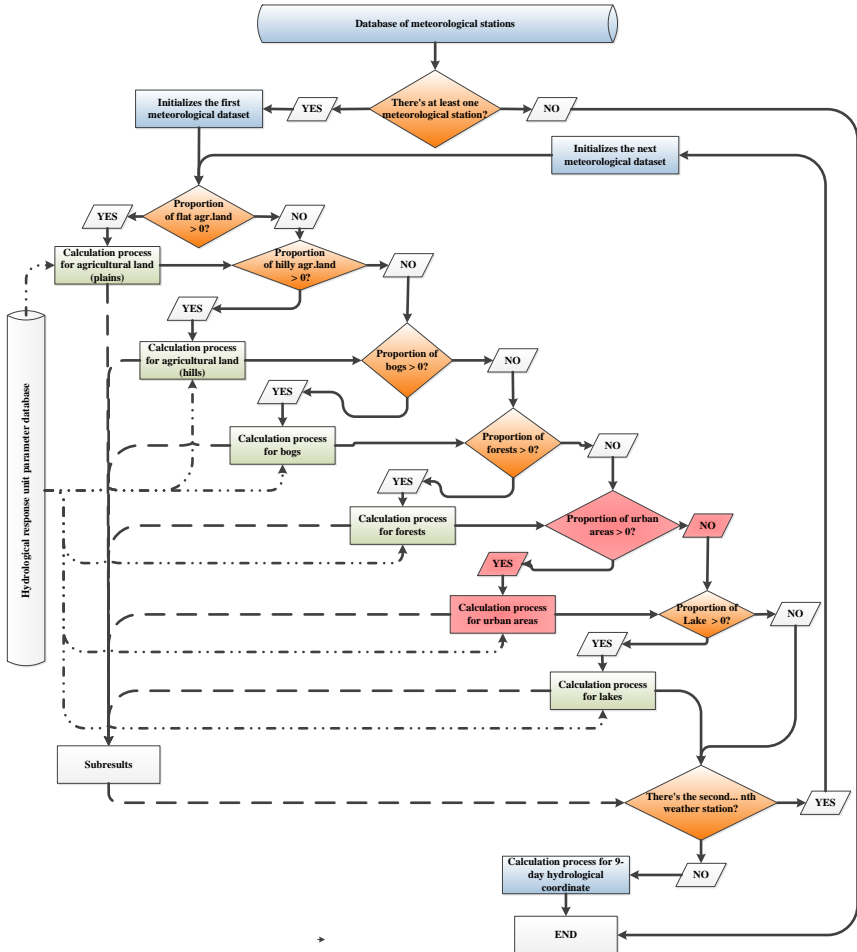 Database of meteorological stations
There's at least one
meteorological station?
YES
NO
Initializes the first
meteorological dataset
Initializes the next
meteorological dataset
Proportion
of flat agr.land
> 0?
YES
NO
Calculation process
for agricultural land
(plains)
Proportion
of hilly agr.land
> 0?
NO
YES
Calculation process
for agricultural land
(hills)
Proportion of
bogs > 0?
NO
YES
Calculation process
for bogs
Proportion of
forests > 0?
NO
YES
Calculation process
for forests
Proportion of urban
areas > 0?
NO
YES
Calculation process
for urban areas
Proportion of
Lake > 0?
NO
YES
Calculation process
for lakes
Hydrological response unit parameter database
Subresults
There's the second... nth
weather station?
YES
NO
Calculation process for 9-
day hydrological
coordinate
END